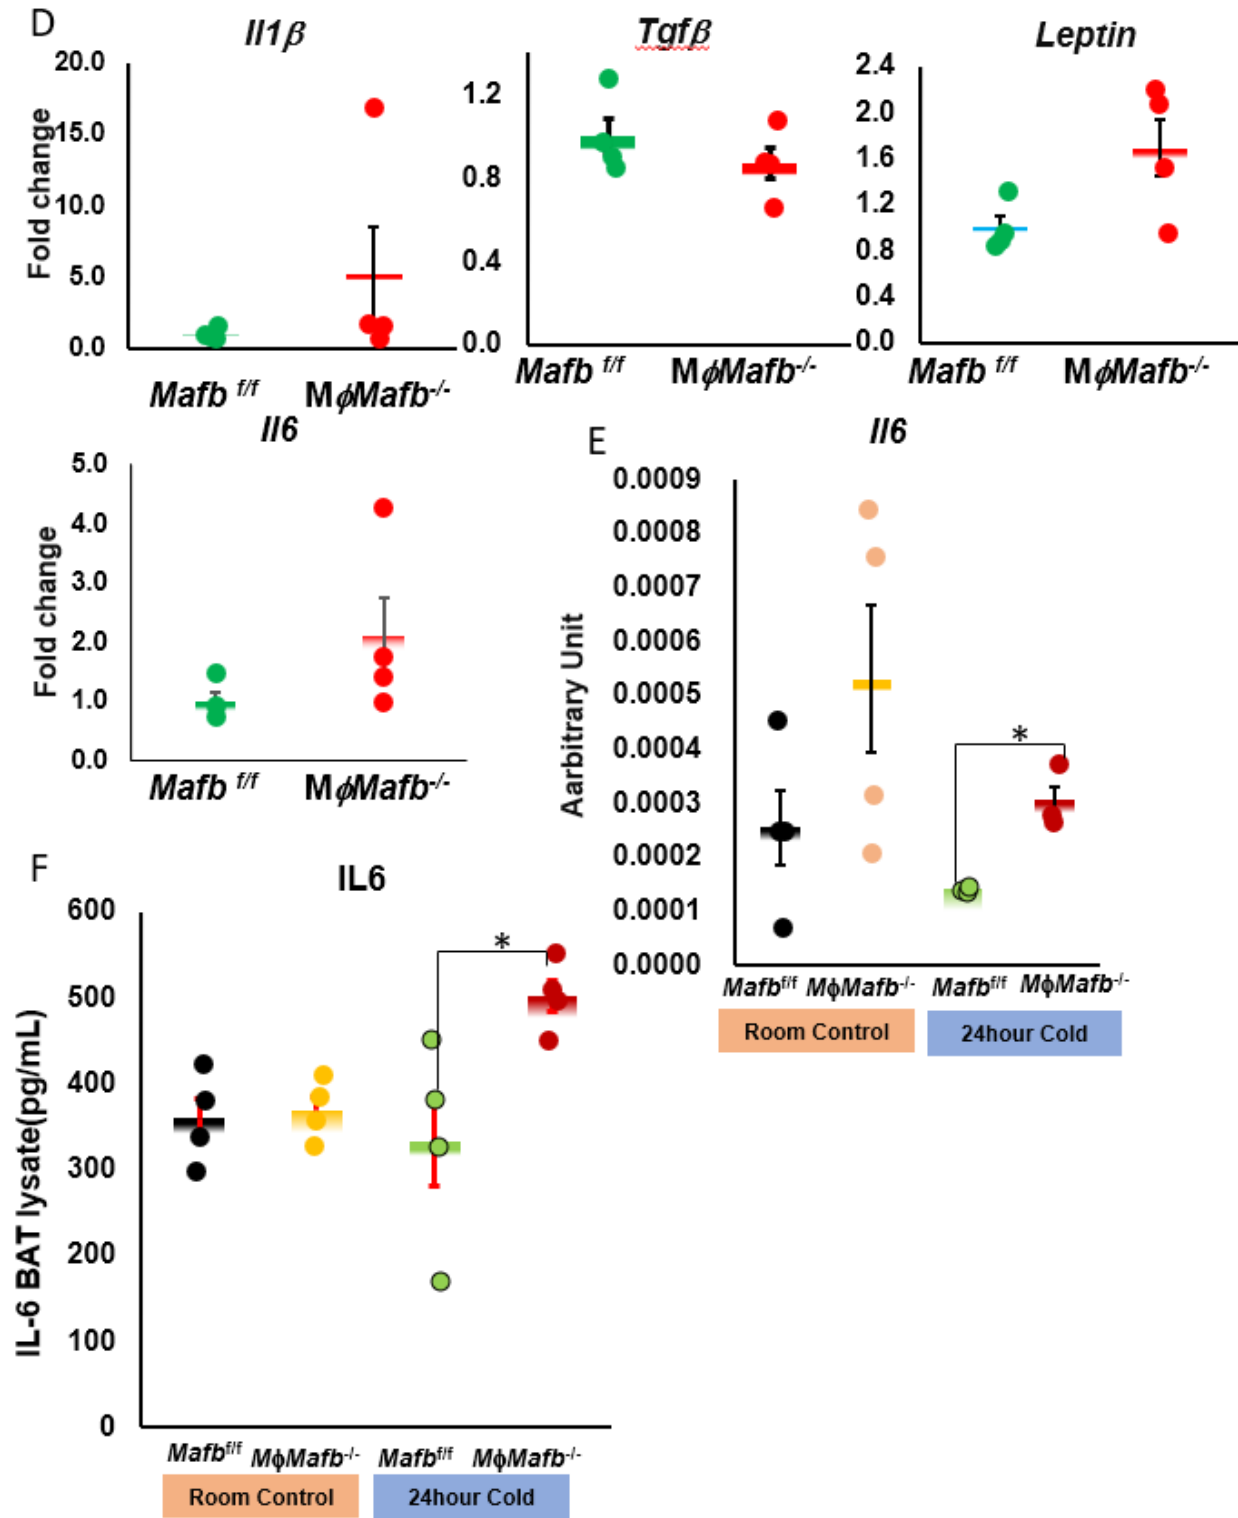 D
Il1β
Tgfβ
Leptin
Fold change
20.0
15.0
10.0
5.0
0.0
Mafb f/f
MϕMafb-/-
1.2
0.8
0.4
0.0
Mafb f/f
MϕMafb-/-
2.4
2.0
1.6
1.2
0.8
0.4
0.0
Mafb f/f
MϕMafb-/-
Il6
Fold change
5.0
4.0
3.0
2.0
1.0
0.0
Mafb f/f
MϕMafb-/-
E
Il6
Aarbitrary Unit
0.0009
0.0008
0.0007
0.0006
0.0005
0.0004
0.0003
0.0002
0.0001
0.0000
*
Mafbf/f MϕMafb-/- Mafbf/f MϕMafb-/-
Room Control 24hour Cold
F
IL6
IL-6 BAT lysate(pg/mL)
600
500
400
300
200
100
0
*
Mafbf/f MϕMafb-/- Mafbf/f MϕMafb-/-
Room Control 24hour Cold